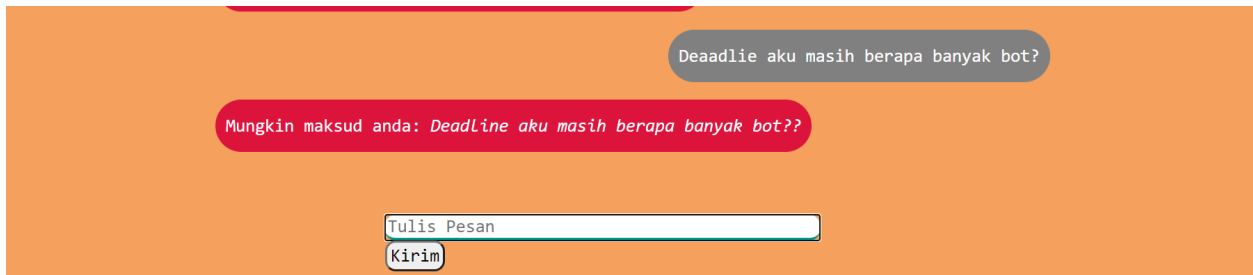 Deaadlie aku masih berapa banyak bot?
Mungkin maksud anda: Deadline aku masih berapa banyak bot??
Tulis Pesan
Kirim